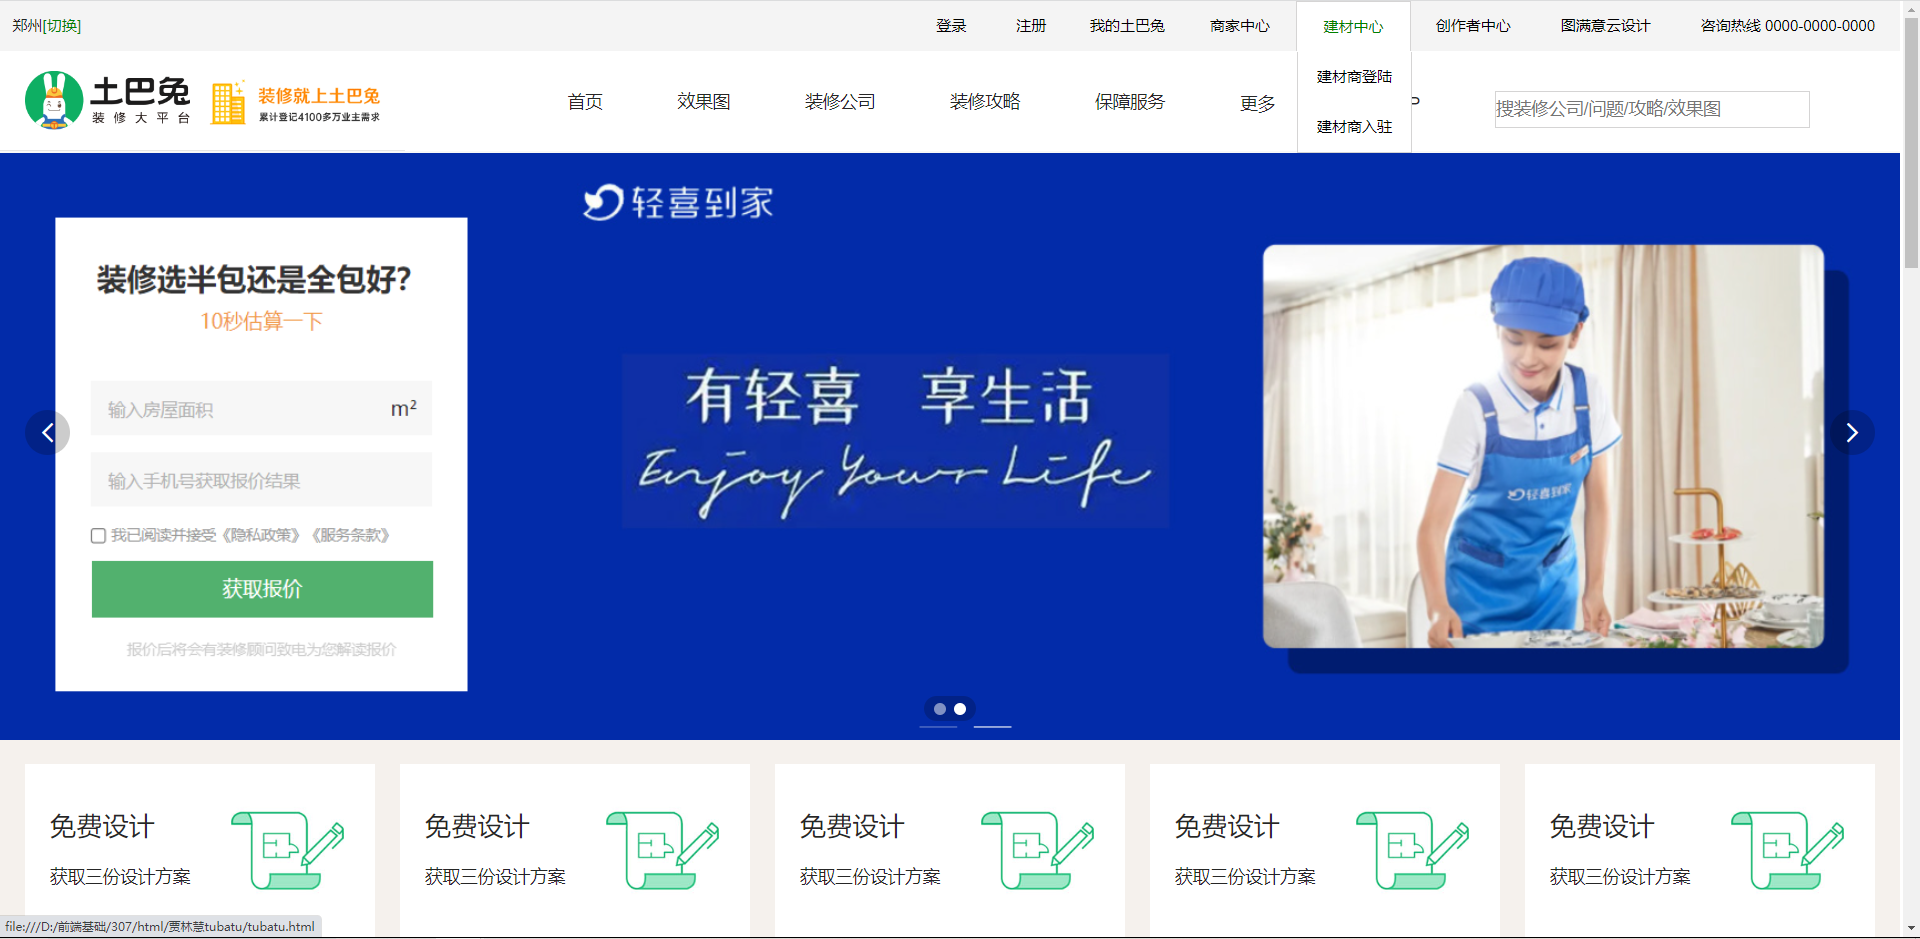 郑州[切换]
登录 注册 我的土巴兔 商家中心 建材中心 创作者中心 图满意云设计 咨询热线 0000-0000-0000
建材商登陆
建材商入驻
土巴兔
装修大平台
装修就上土巴兔
累计登记4100多万业主需求
首页 效果图 装修公司 装修攻略 保障服务 更多 P
搜装修公司/问题/攻略/效果图
轻喜到家
装修选半包还是全包好?
10秒估算一下
输入房屋面积 m²
输入手机号获取报价结果
我已阅读并接受《隐私政策》《服务条款》
获取报价
报价后将会有装修顾问致电为您解读报价
有轻喜 享生活
Enjoy Your Life
轻喜到家
免费设计 免费设计 免费设计 免费设计 免费设计
获取三份设计方案 获取三份设计方案 获取三份设计方案 获取三份设计方案 获取三份设计方案
file:///D:/前端基础/307/html/贾林慧tubatu/tubatu.html